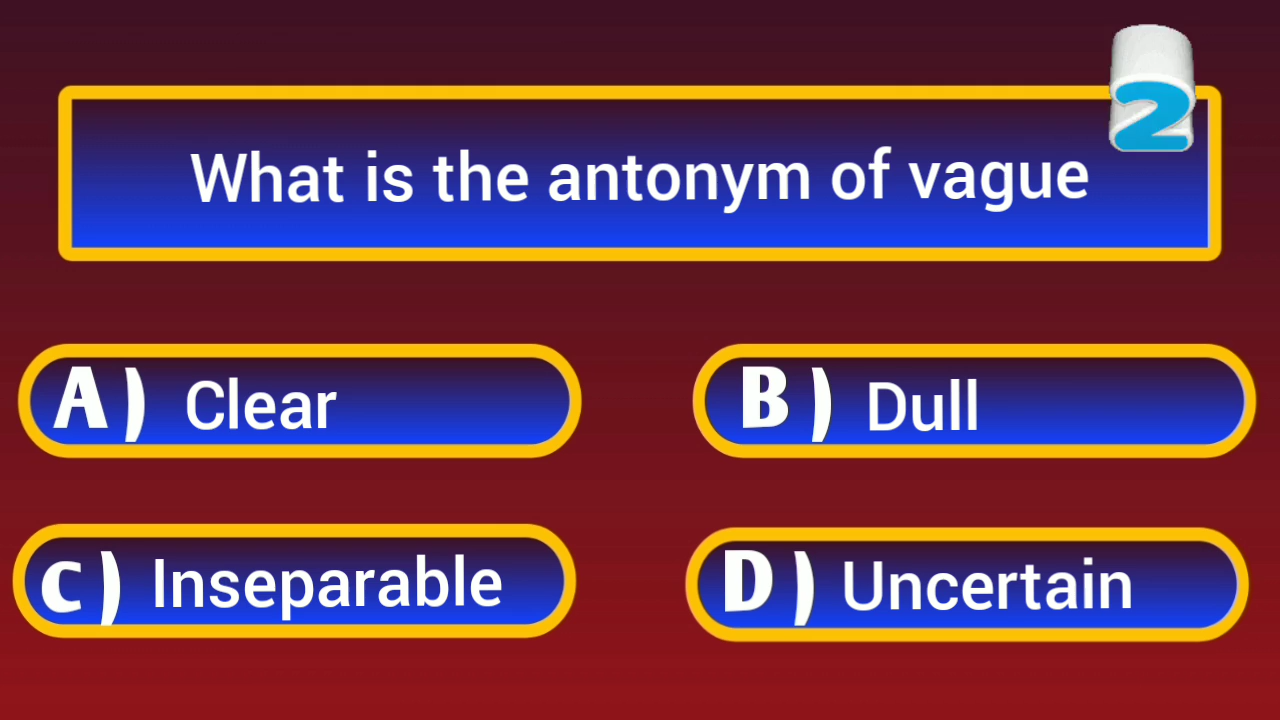 2
What is the antonym of vague
A) Clear
B) Dull
C) Inseparable
D) Uncertain